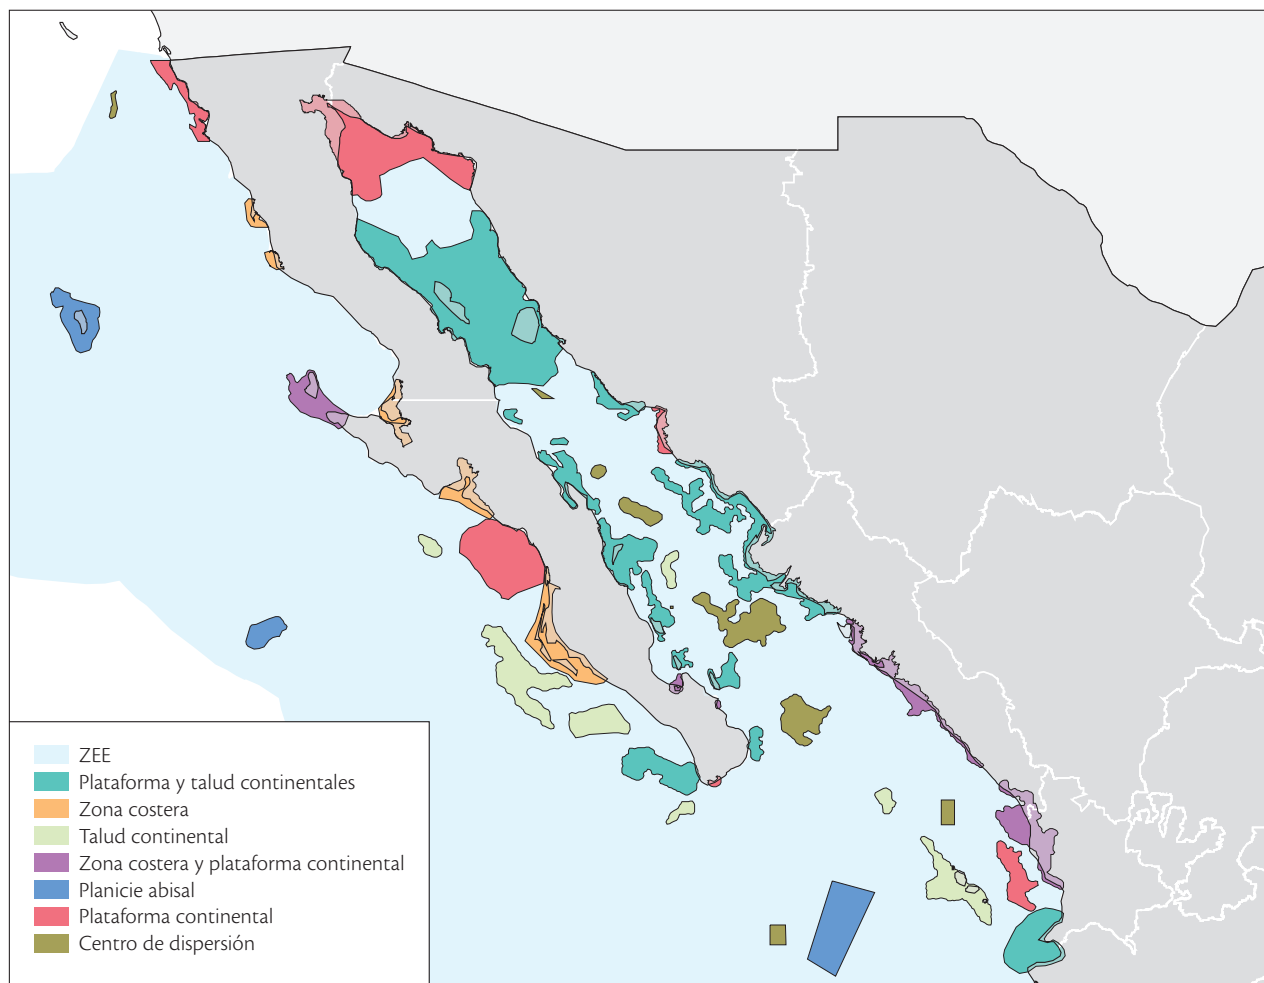 ZEE
Plataforma y talud continentales
Zona costera
Talud continental
Zona costera y plataforma continental
Planicie abisal
Plataforma continental
Centro de dispersión